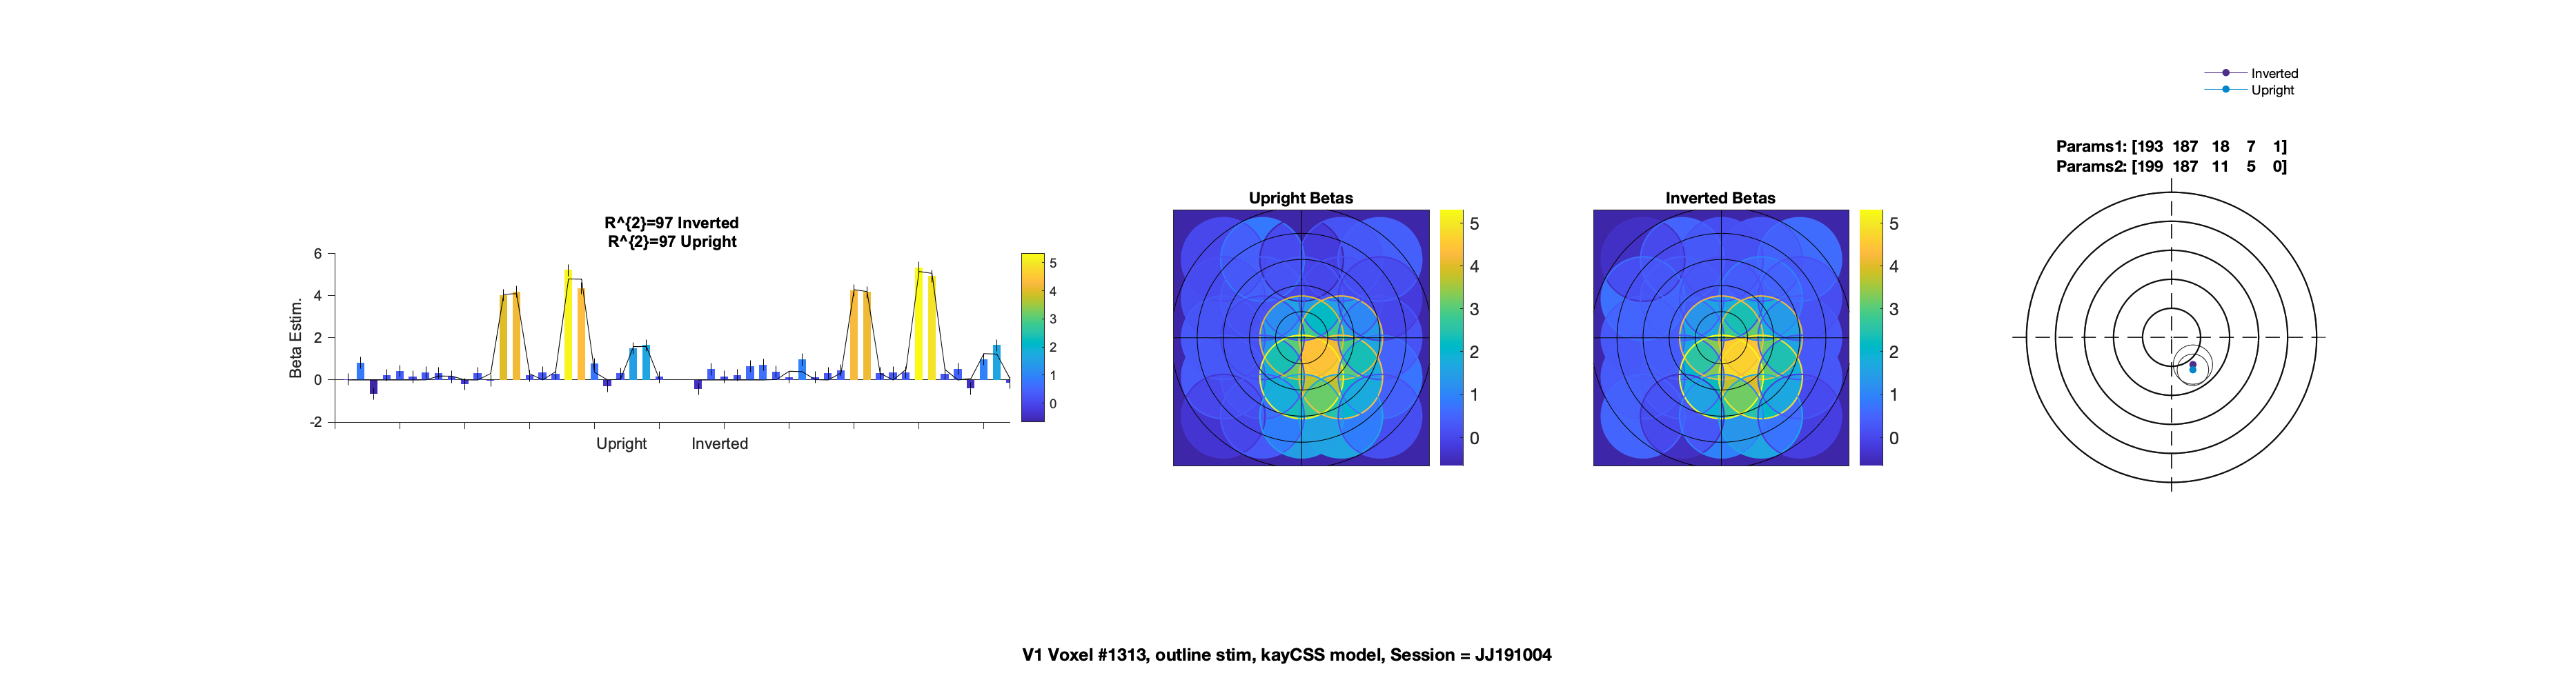 Inverted
Upright
Params1: [193 187 18 7 1]
Params2: [199 187 11 5 0]
Upright Betas
Inverted Betas
R^{2}=97 Inverted
R^{2}=97 Upright
Beta Estim.
6
4
2
0
-2
Upright
Inverted
5
4
3
2
1
0
5
4
3
2
1
0
5
4
3
2
1
0
V1 Voxel #1313, outline stim, kayCSS model, Session = JJ191004